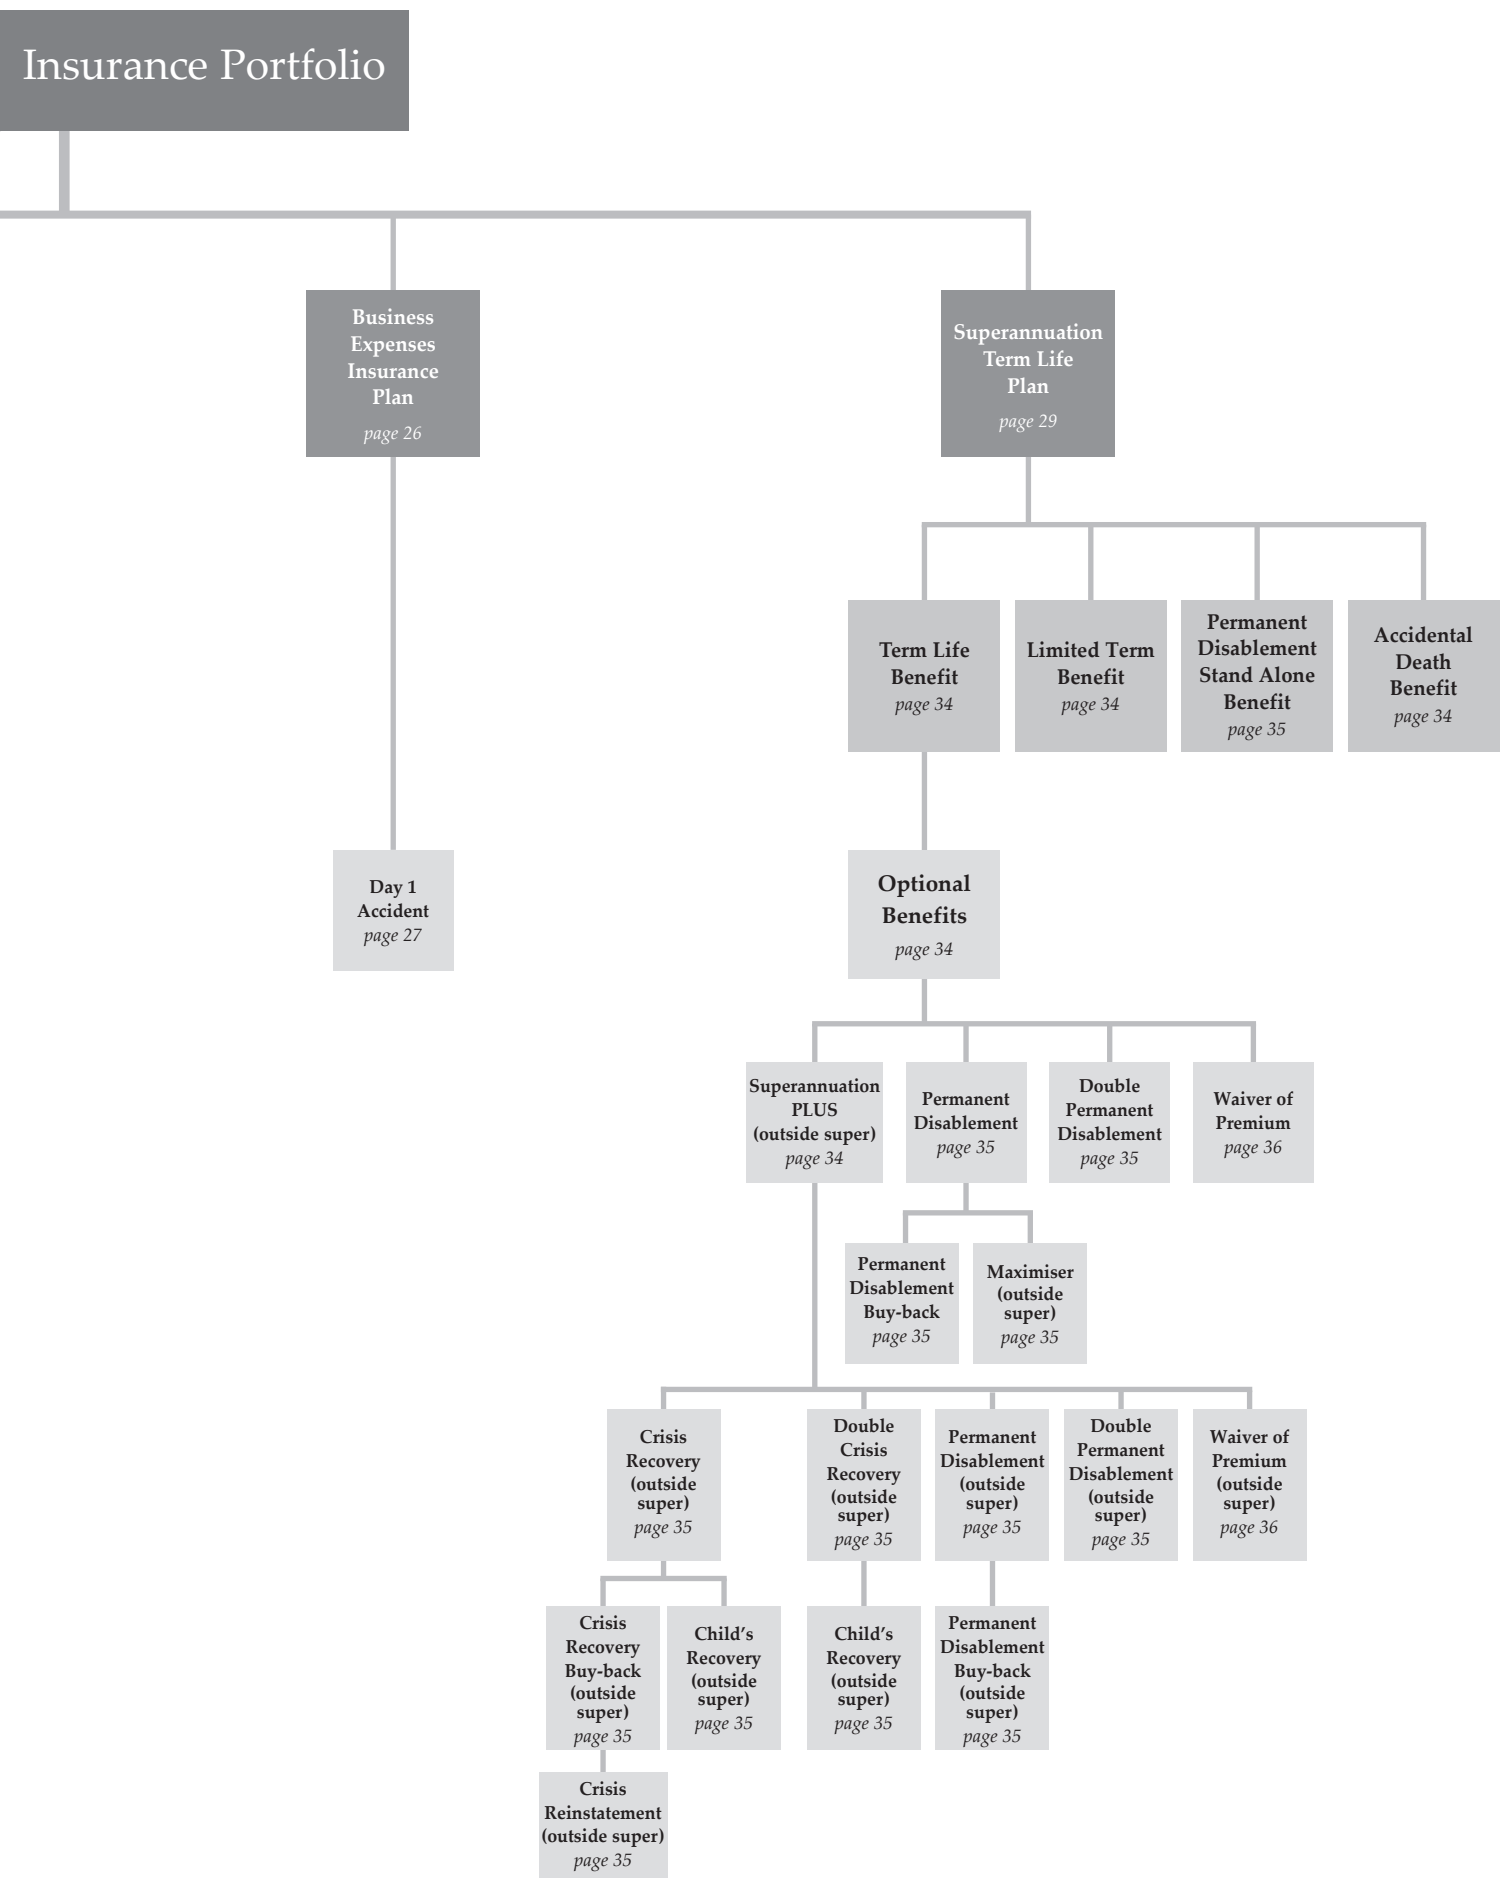 Insurance Portfolio
Business
Expenses
Insurance
Plan
page 26
Superannuation
Term Life
Plan
page 29
Term Life
Benefit
page 34
Limited Term
Benefit
page 34
Permanent
Disablement
Stand Alone
Benefit
page 35
Accidental
Death
Benefit
page 34
Day 1
Accident
page 27
Optional
Benefits
page 34
Superannuation
PLUS
(outside super)
page 34
Permanent
Disablement
page 35
Double
Permanent
Disablement
page 35
Waiver of
Premium
page 36
Permanent
Disablement
Buy-back
page 35
Maximiser
(outside
super)
page 35
Crisis
Recovery
(outside
super)
page 35
Double
Crisis
Recovery
(outside
super)
page 35
Permanent
Disablement
(outside
super)
page 35
Double
Permanent
Disablement
(outside
super)
page 35
Waiver of
Premium
(outside
super)
page 36
Crisis
Recovery
Buy-back
(outside
super)
page 35
Child’s
Recovery
(outside
super)
page 35
Child’s
Recovery
(outside
super)
page 35
Permanent
Disablement
Buy-back
(outside
super)
page 35
Crisis
Reinstatement
(outside super)
page 35